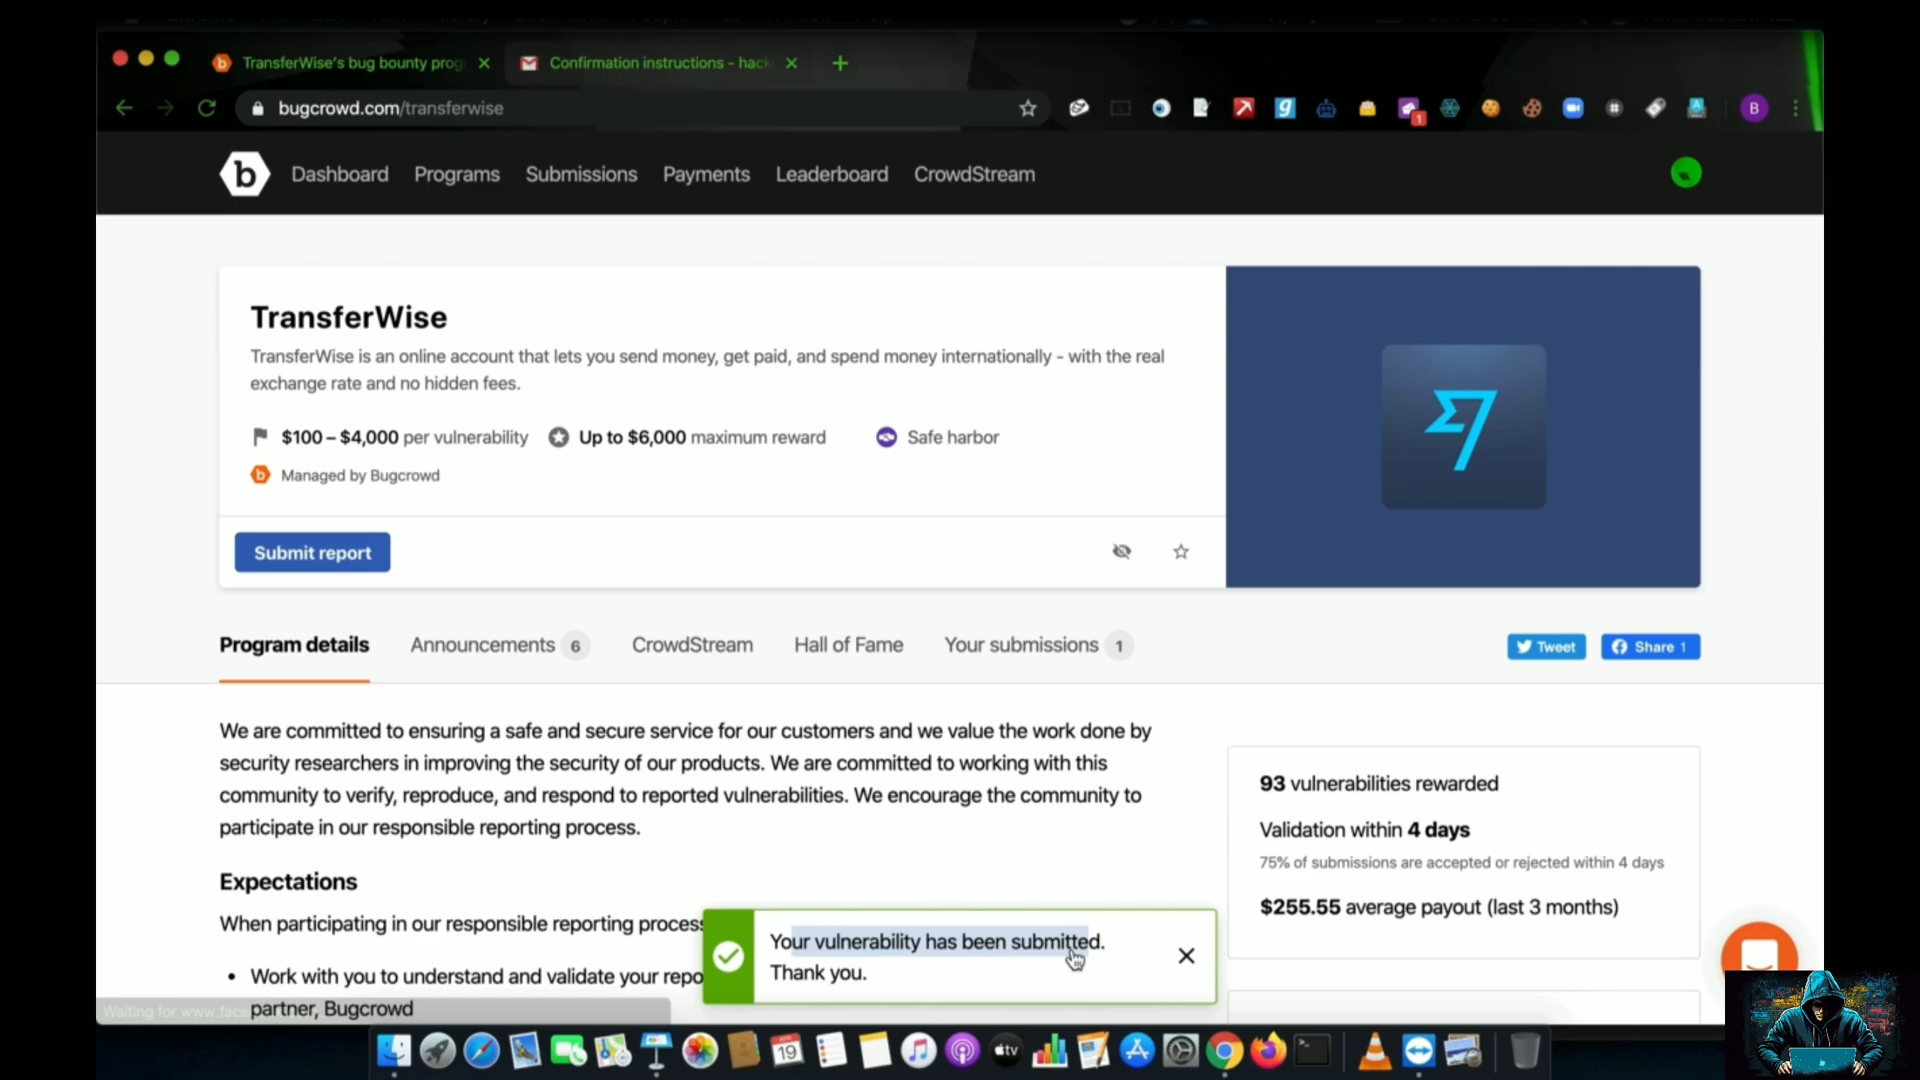 TransferWise's bug bounty prog
Confirmation instructions - hack
bugcrowd.com/transferwise
g
1
B
b
Dashboard
Programs
Submissions
Payments
Leaderboard
CrowdStream
TransferWise
TransferWise is an online account that lets you send money, get paid, and spend money internationally - with the real
exchange rate and no hidden fees.
$100 – $4,000 per vulnerability
Up to $6,000 maximum reward
Safe harbor
Managed by Bugcrowd
Submit report
Program details
Announcements 6
CrowdStream
Hall of Fame
Your submissions 1
Tweet
Share 1
We are committed to ensuring a safe and secure service for our customers and we value the work done by
security researchers in improving the security of our products. We are committed to working with this
community to verify, reproduce, and respond to reported vulnerabilities. We encourage the community to
participate in our responsible reporting process.
Expectations
When participating in our responsible reporting process
• Work with you to understand and validate your repo
partner, Bugcrowd
93 vulnerabilities rewarded
Validation within 4 days
75% of submissions are accepted or rejected within 4 days
$255.55 average payout (last 3 months)
Your vulnerability has been submitted.
Thank you.
Waiting for www.face
19
tv